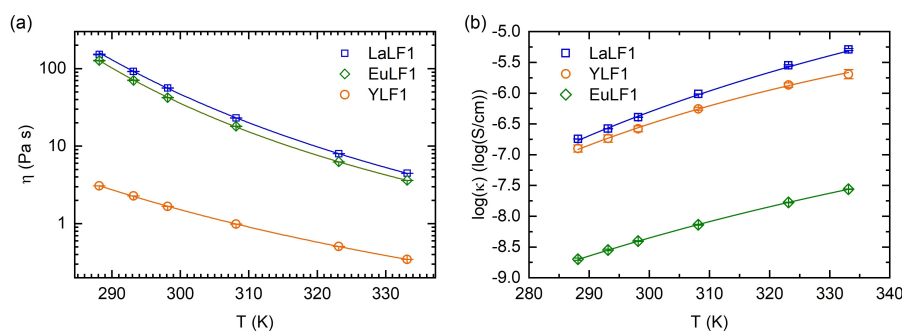 (a)
100
10
1
η (Pa s)
LaLF1
EuLF1
YLF1
290 300 310 320 330
T (K)
(b)
-5.0
-5.5
-6.0
-6.5
-7.0
-7.5
-8.0
-8.5
-9.0
log(κ) (log(S/cm))
LaLF1
YLF1
EuLF1
280 290 300 310 320 330 340
T (K)